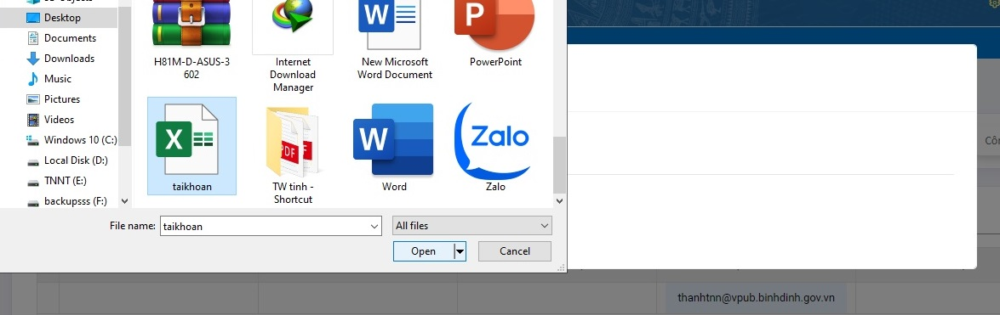 Desktop
Documents
Downloads
Music
Pictures
Videos
Windows 10 (C:)
Local Disk (D:)
TNNT (E:)
backupsss (F:)
H81M-D-ASUS-3
602
Internet
Download
Manager
W
New Microsoft
Word Document
P
PowerPoint
X
taikhoan
PDF
TW tinh -
Shortcut
W
Word
Zalo
Zalo
File name:
taikhoan
All files
Open
Cancel
thanhtnn@vpub.binhdinh.gov.vn